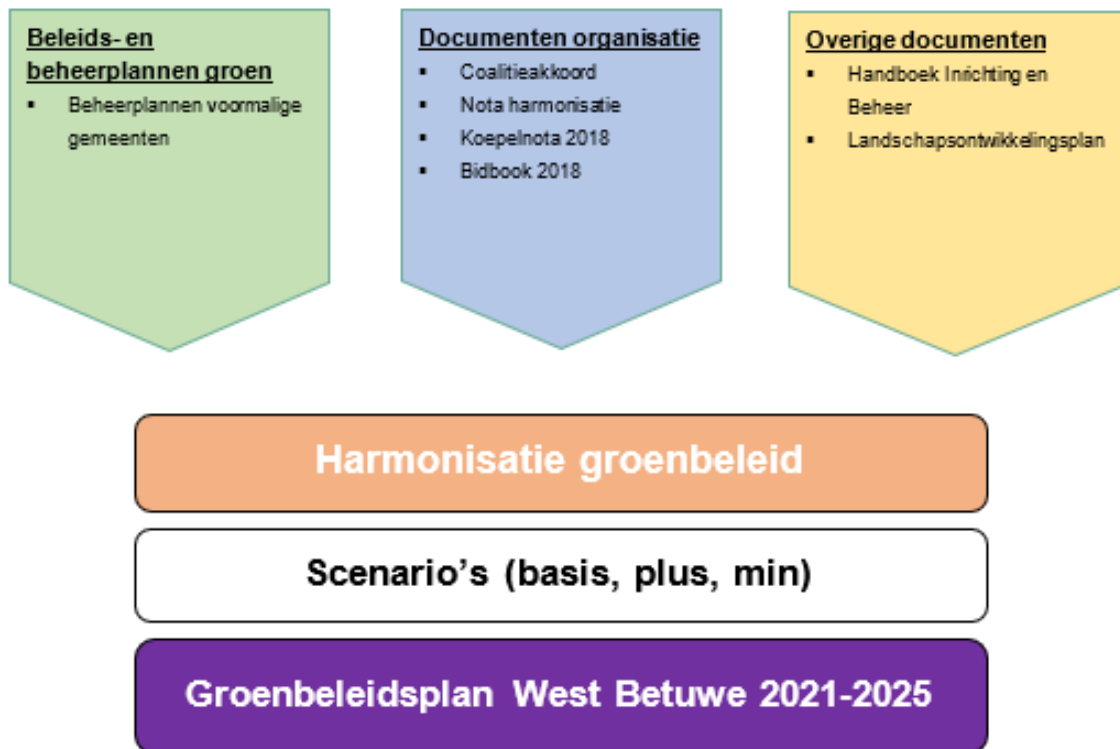 Beleids- en
beheerplannen groen
▪ Beheerplannen voormalige
gemeenten
Documenten organisatie
▪ Coalitieakkoord
▪ Nota harmonisatie
▪ Koepelnota 2018
▪ Bidbook 2018
Overige documenten
▪ Handboek Inrichting en
Beheer
▪ Landschapsontwikkelingsplan
Harmonisatie groenbeleid
Scenario's (basis, plus, min)
Groenbeleidsplan West Betuwe 2021-2025